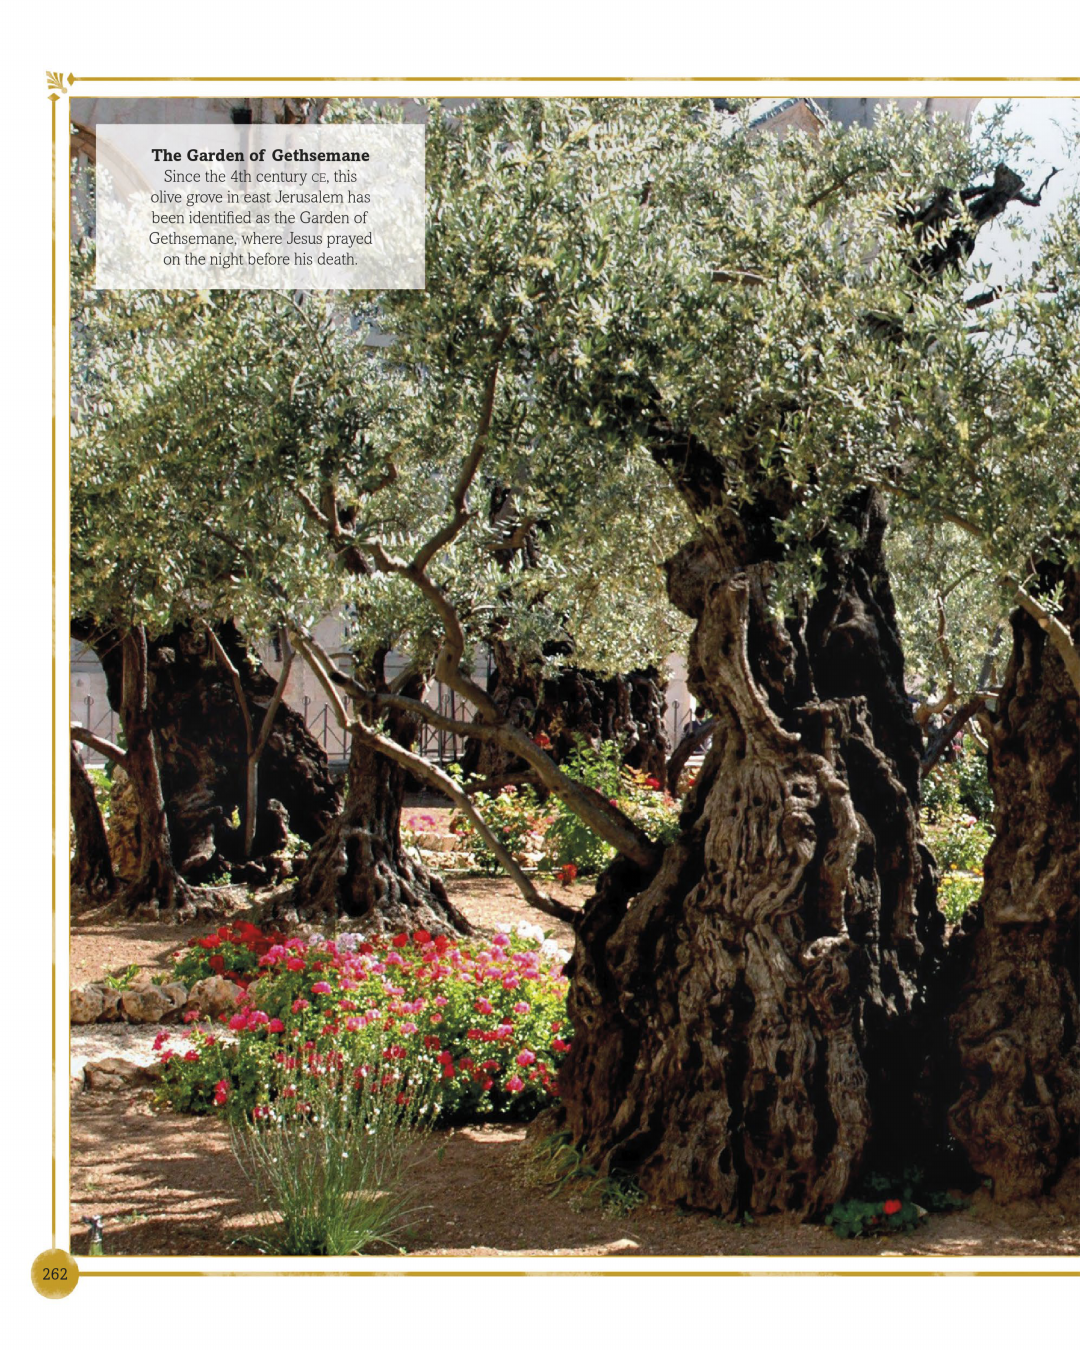 The Garden of Gethsemane
Since the 4th century CE, this
olive grove in east Jerusalem has
been identified as the Garden of
Gethsemane, where Jesus prayed
on the night before his death.
262